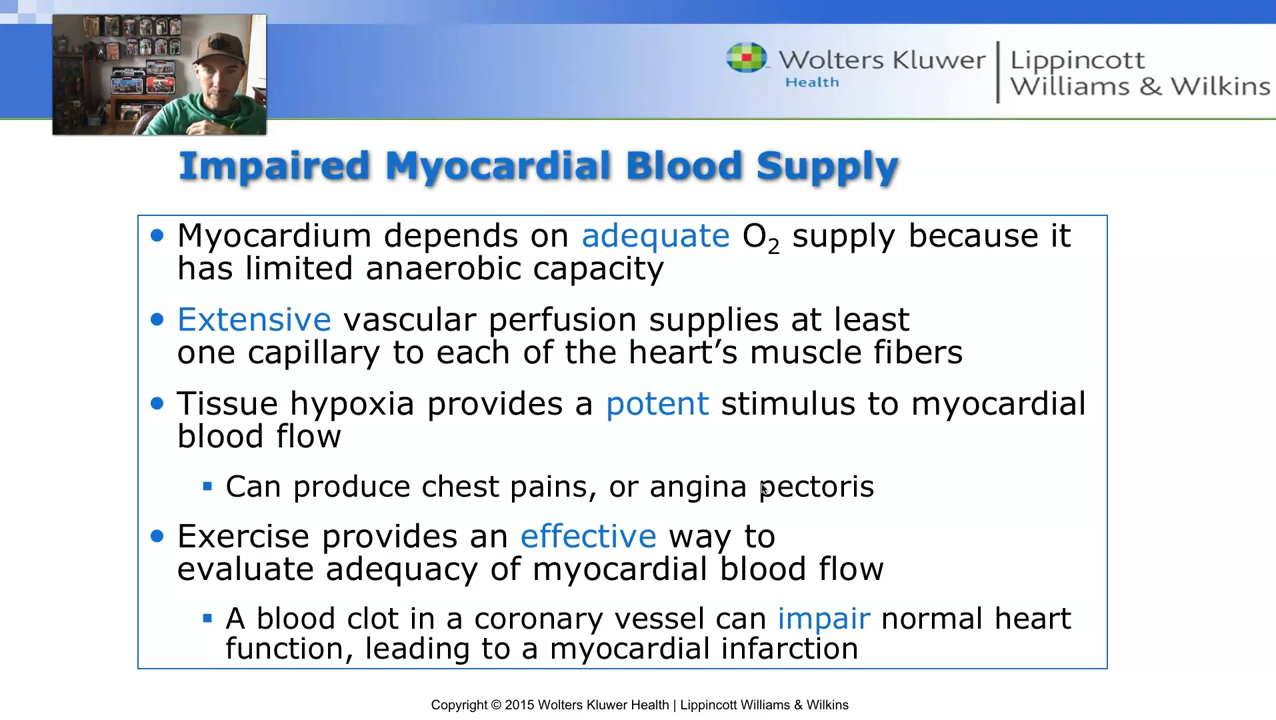 Wolters Kluwer
Health
Lippincott
Williams & Wilkins
Impaired Myocardial Blood Supply
• Myocardium depends on adequate O₂ supply because it
has limited anaerobic capacity
• Extensive vascular perfusion supplies at least
one capillary to each of the heart’s muscle fibers
• Tissue hypoxia provides a potent stimulus to myocardial
blood flow
▪ Can produce chest pains, or angina pectoris
• Exercise provides an effective way to
evaluate adequacy of myocardial blood flow
▪ A blood clot in a coronary vessel can impair normal heart
function, leading to a myocardial infarction
Copyright © 2015 Wolters Kluwer Health | Lippincott Williams & Wilkins